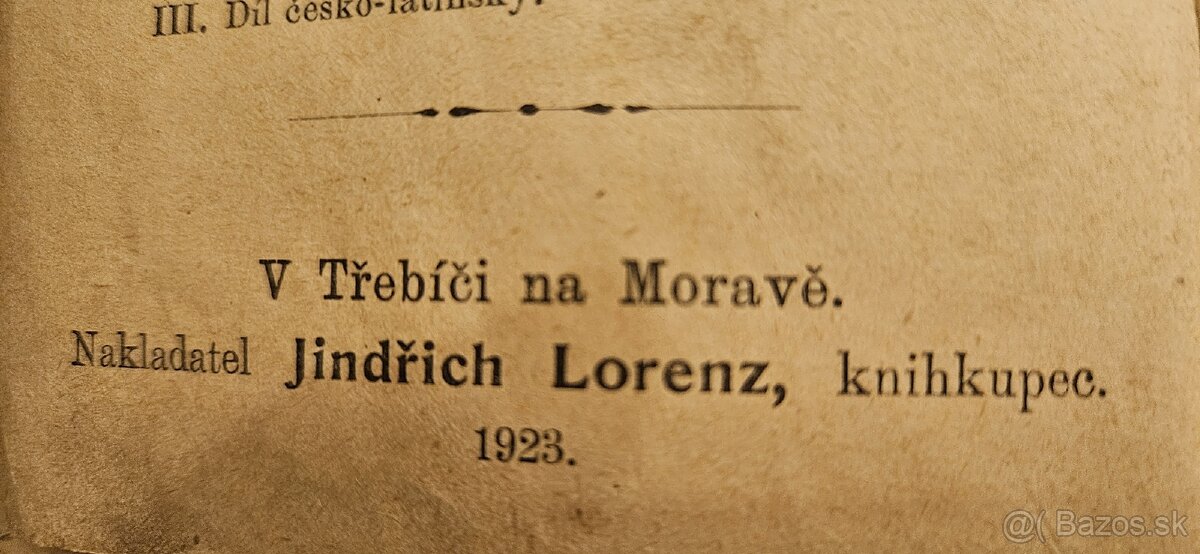 III. Díl česko-latinský.
V Třebíči na Moravě.
Nakladatel Jindřich Lorenz, knihkupec.
1923.
@( Bazos.sk